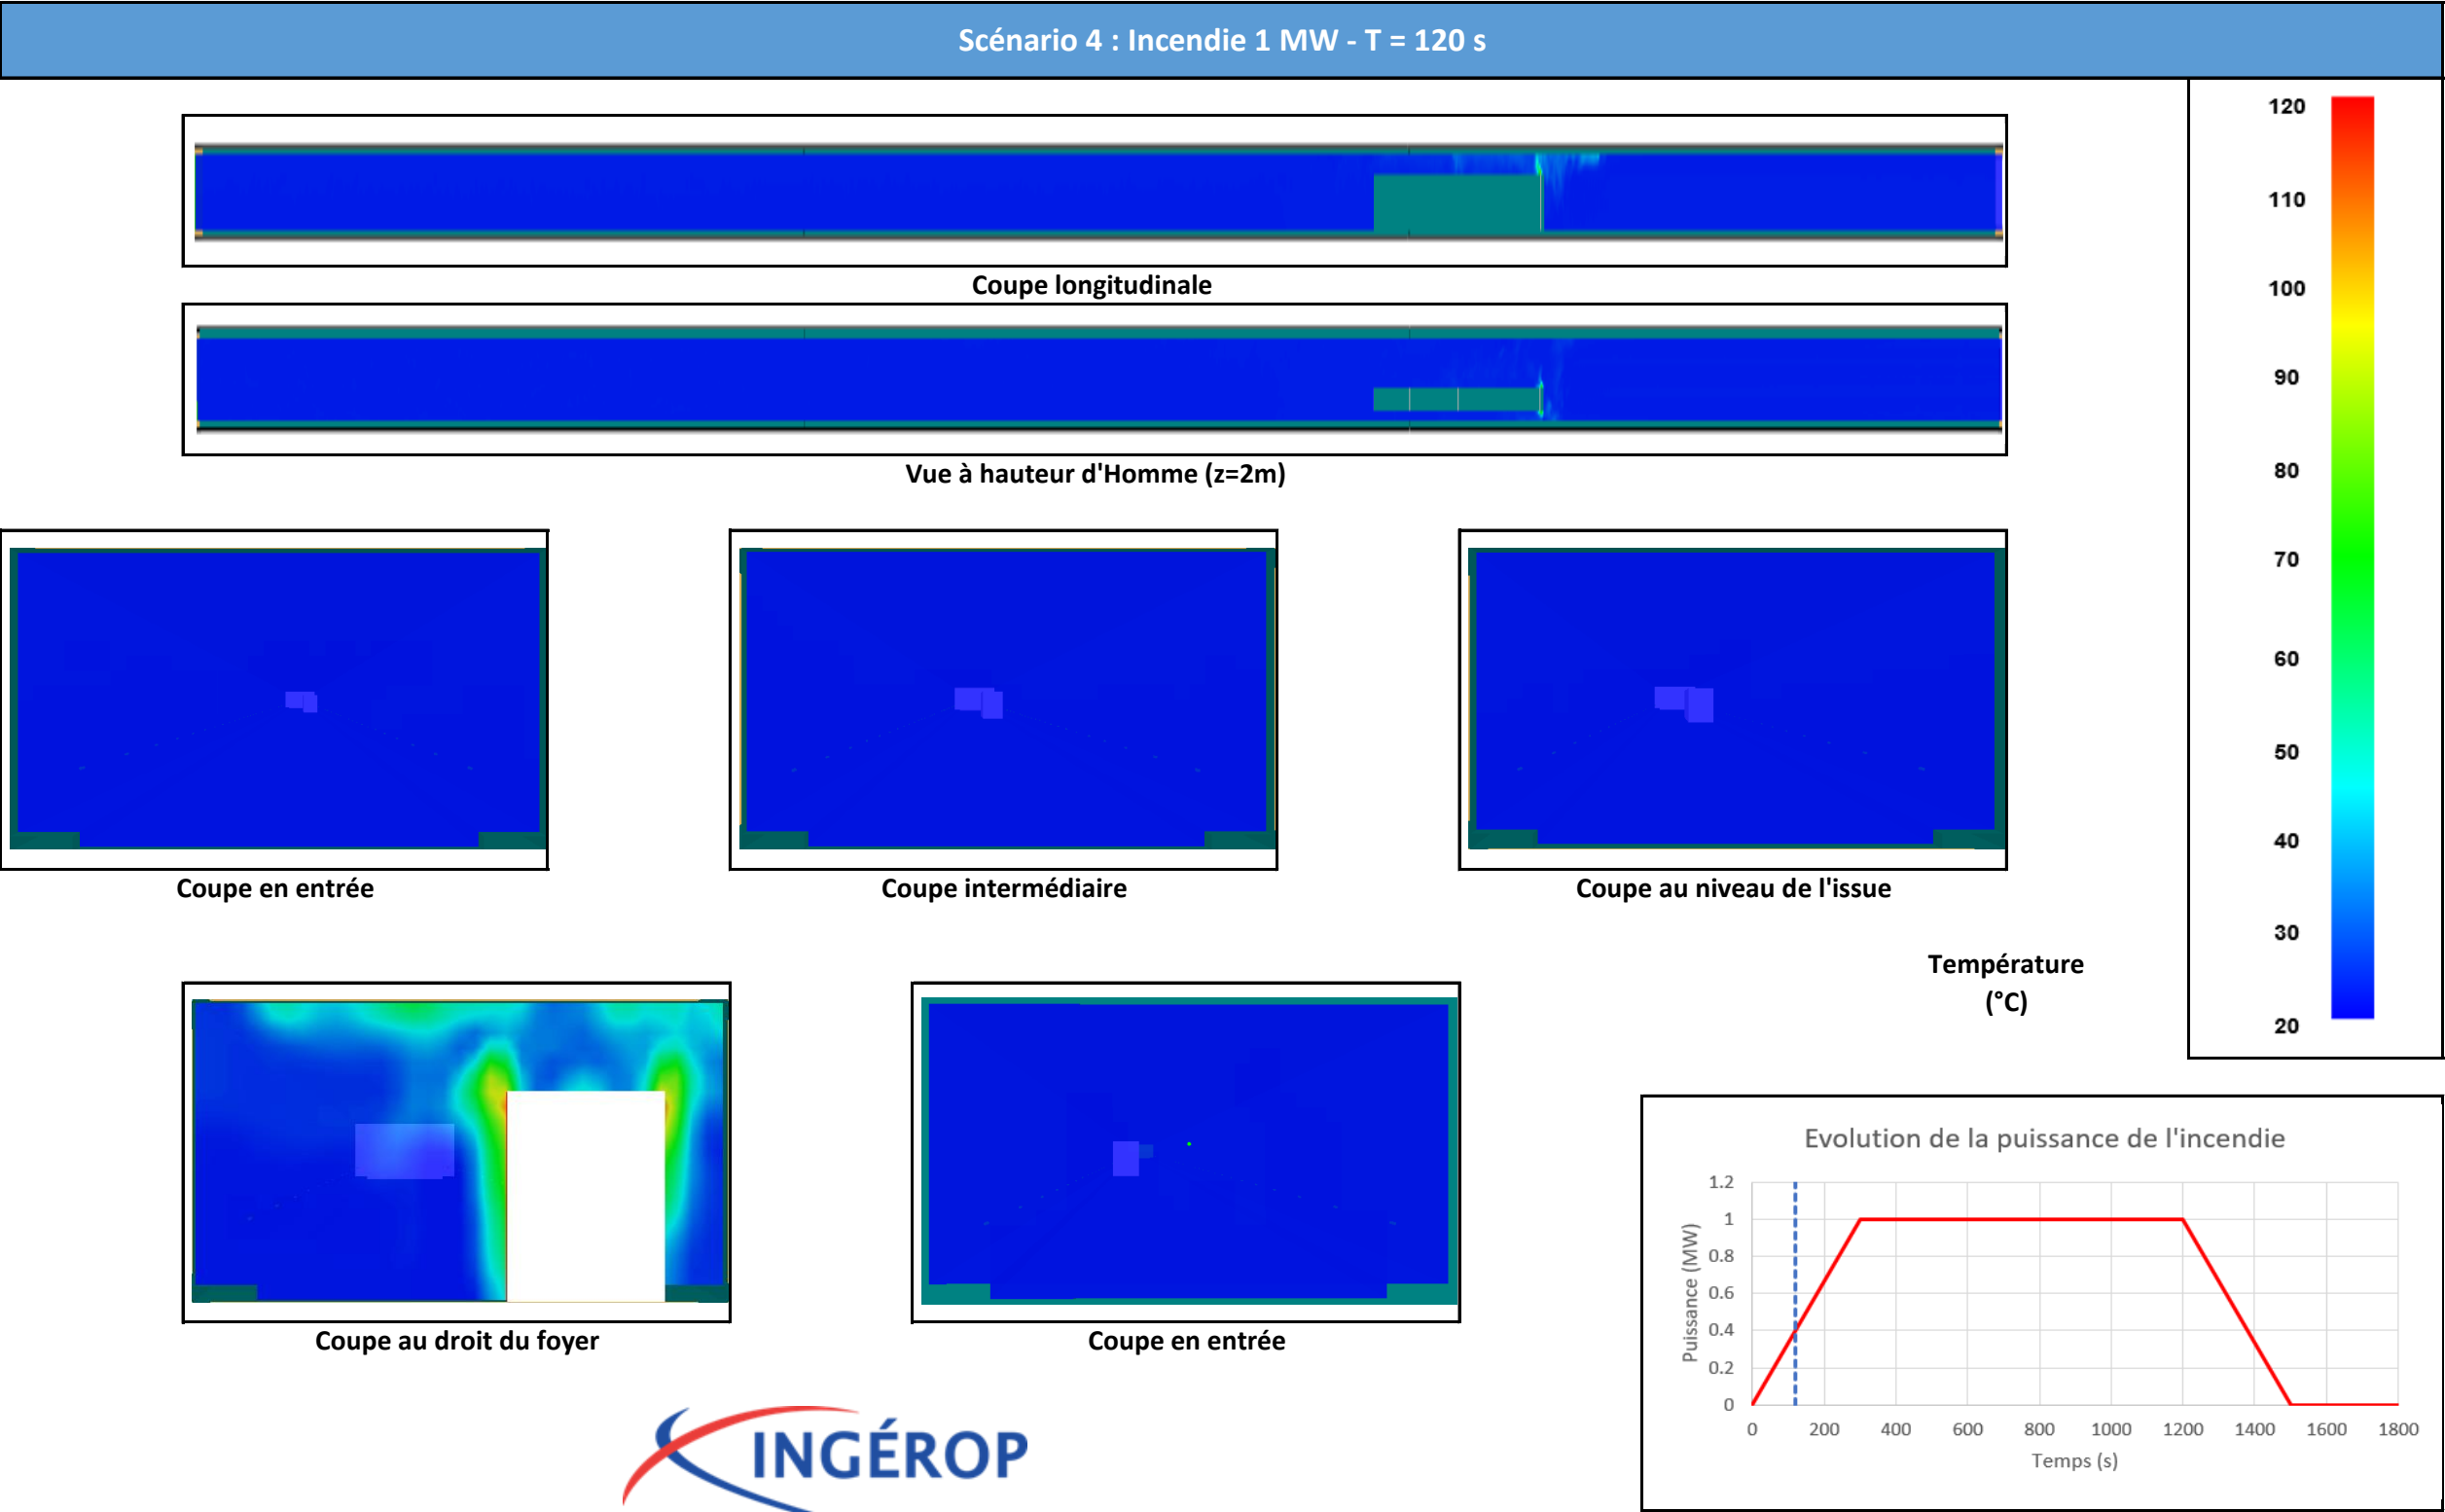 Scénario 4 : Incendie 1 MW - T = 120 s
Coupe longitudinale
Vue à hauteur d'Homme (z=2m)
Coupe en entrée
Coupe intermédiaire
Coupe au niveau de l'issue
Coupe au droit du foyer
Coupe en entrée
Température
(°C)
120
110
100
90
80
70
60
50
40
30
20
Evolution de la puissance de l'incendie
Puissance (MW)
1.2
1
0.8
0.6
0.4
0.2
0
0 200 400 600 800 1000 1200 1400 1600 1800
Temps (s)
INGÉROP